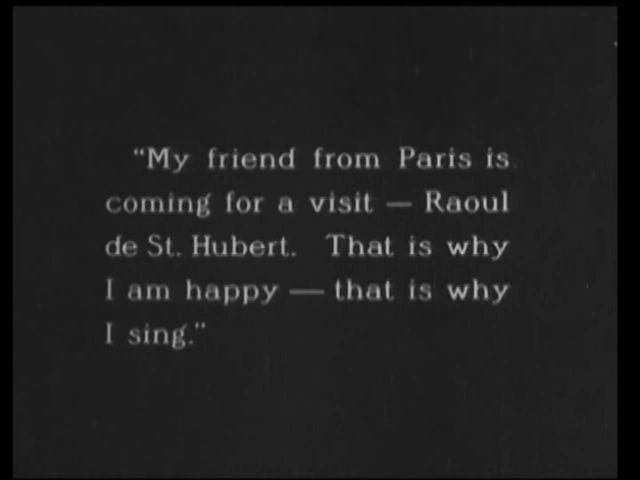 “My friend from Paris is
coming for a visit — Raoul
de St. Hubert. That is why
I am happy — that is why
I sing.”